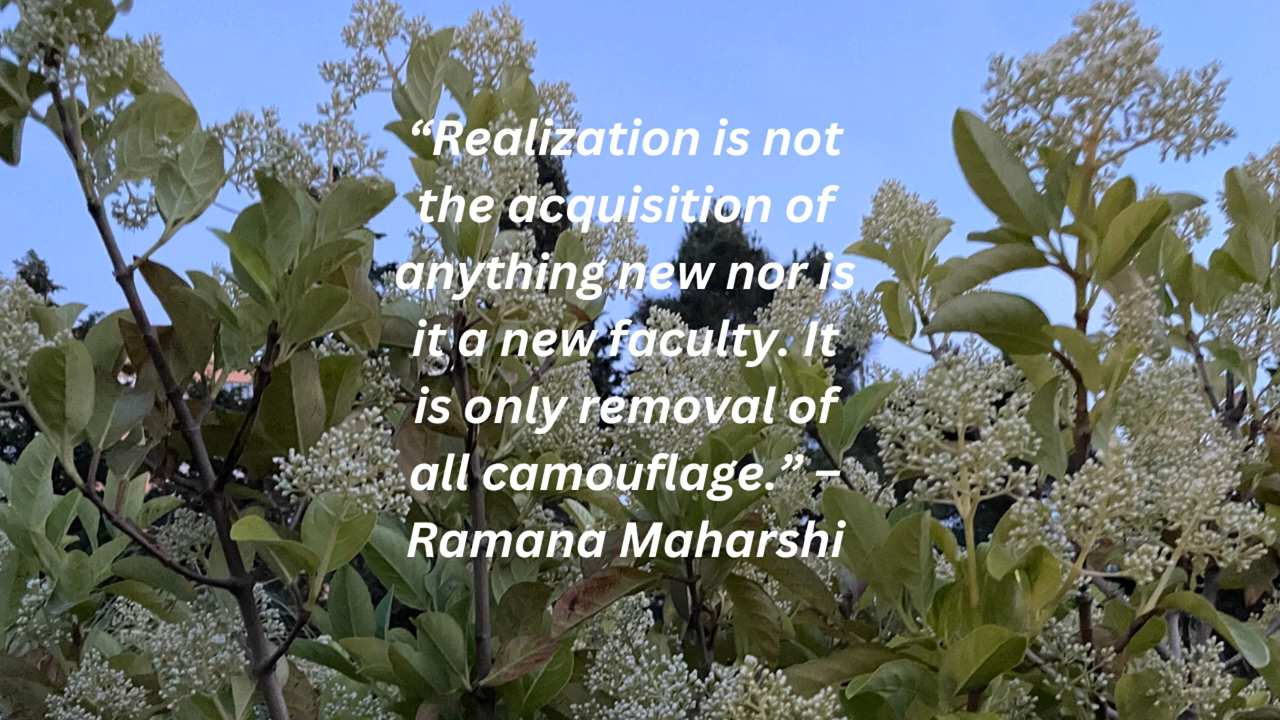 “Realization is not
the acquisition of
anything new nor is
it a new faculty. It
is only removal of
all camouflage.” –
Ramana Maharshi